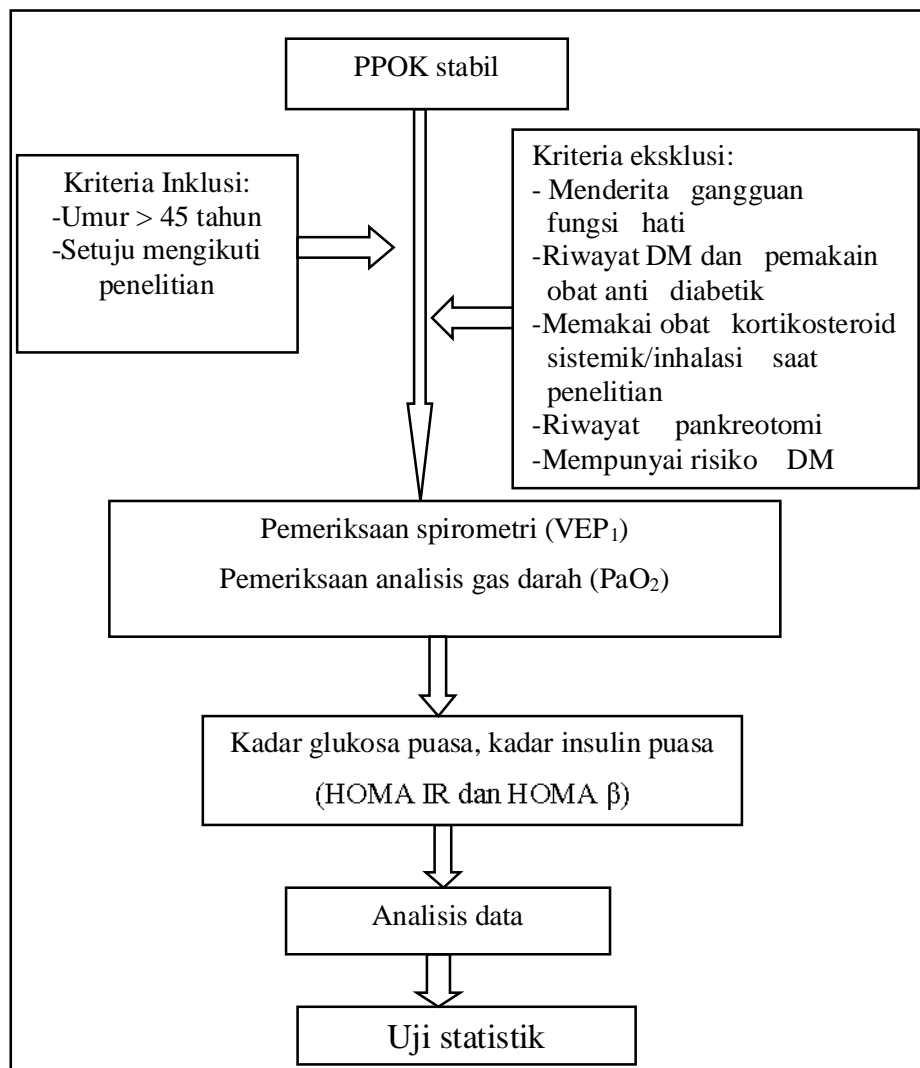 PPOK stabil
Kriteria Inklusi:
-Umur > 45 tahun
-Setuju mengikuti
penelitian
Kriteria eksklusi:
- Menderita gangguan
fungsi hati
-Riwayat DM dan pemakain
obat anti diabetik
-Memakai obat kortikosteroid
sistemik/inhalasi saat
penelitian
-Riwayat pankreotomi
-Mempunyai risiko DM
Pemeriksaan spirometri (VEP₁)
Pemeriksaan analisis gas darah (PaO₂)
Kadar glukosa puasa, kadar insulin puasa
(HOMA IR dan HOMA β)
Analisis data
Uji statistik